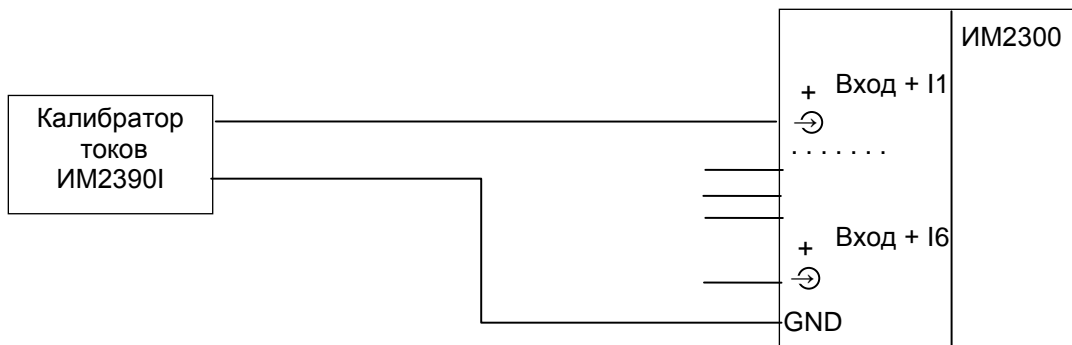 ИМ2300
Вход + I1
+
Калибратор
токов
ИМ2390I
. . . . . . .
Вход + I6
+
GND